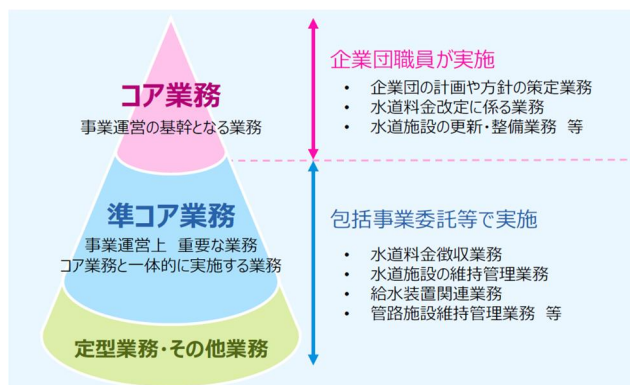 コア業務
事業運営の基幹となる業務
準コア業務
事業運営上 重要な業務
コア業務と一体的に実施する業務
定型業務・その他業務
企業団職員が実施
• 企業団の計画や方針の策定業務
• 水道料金改定に係る業務
• 水道施設の更新・整備業務 等
包括事業委託等で実施
• 水道料金徴収業務
• 水道施設の維持管理業務
• 給水装置関連業務
• 管路施設維持管理業務 等